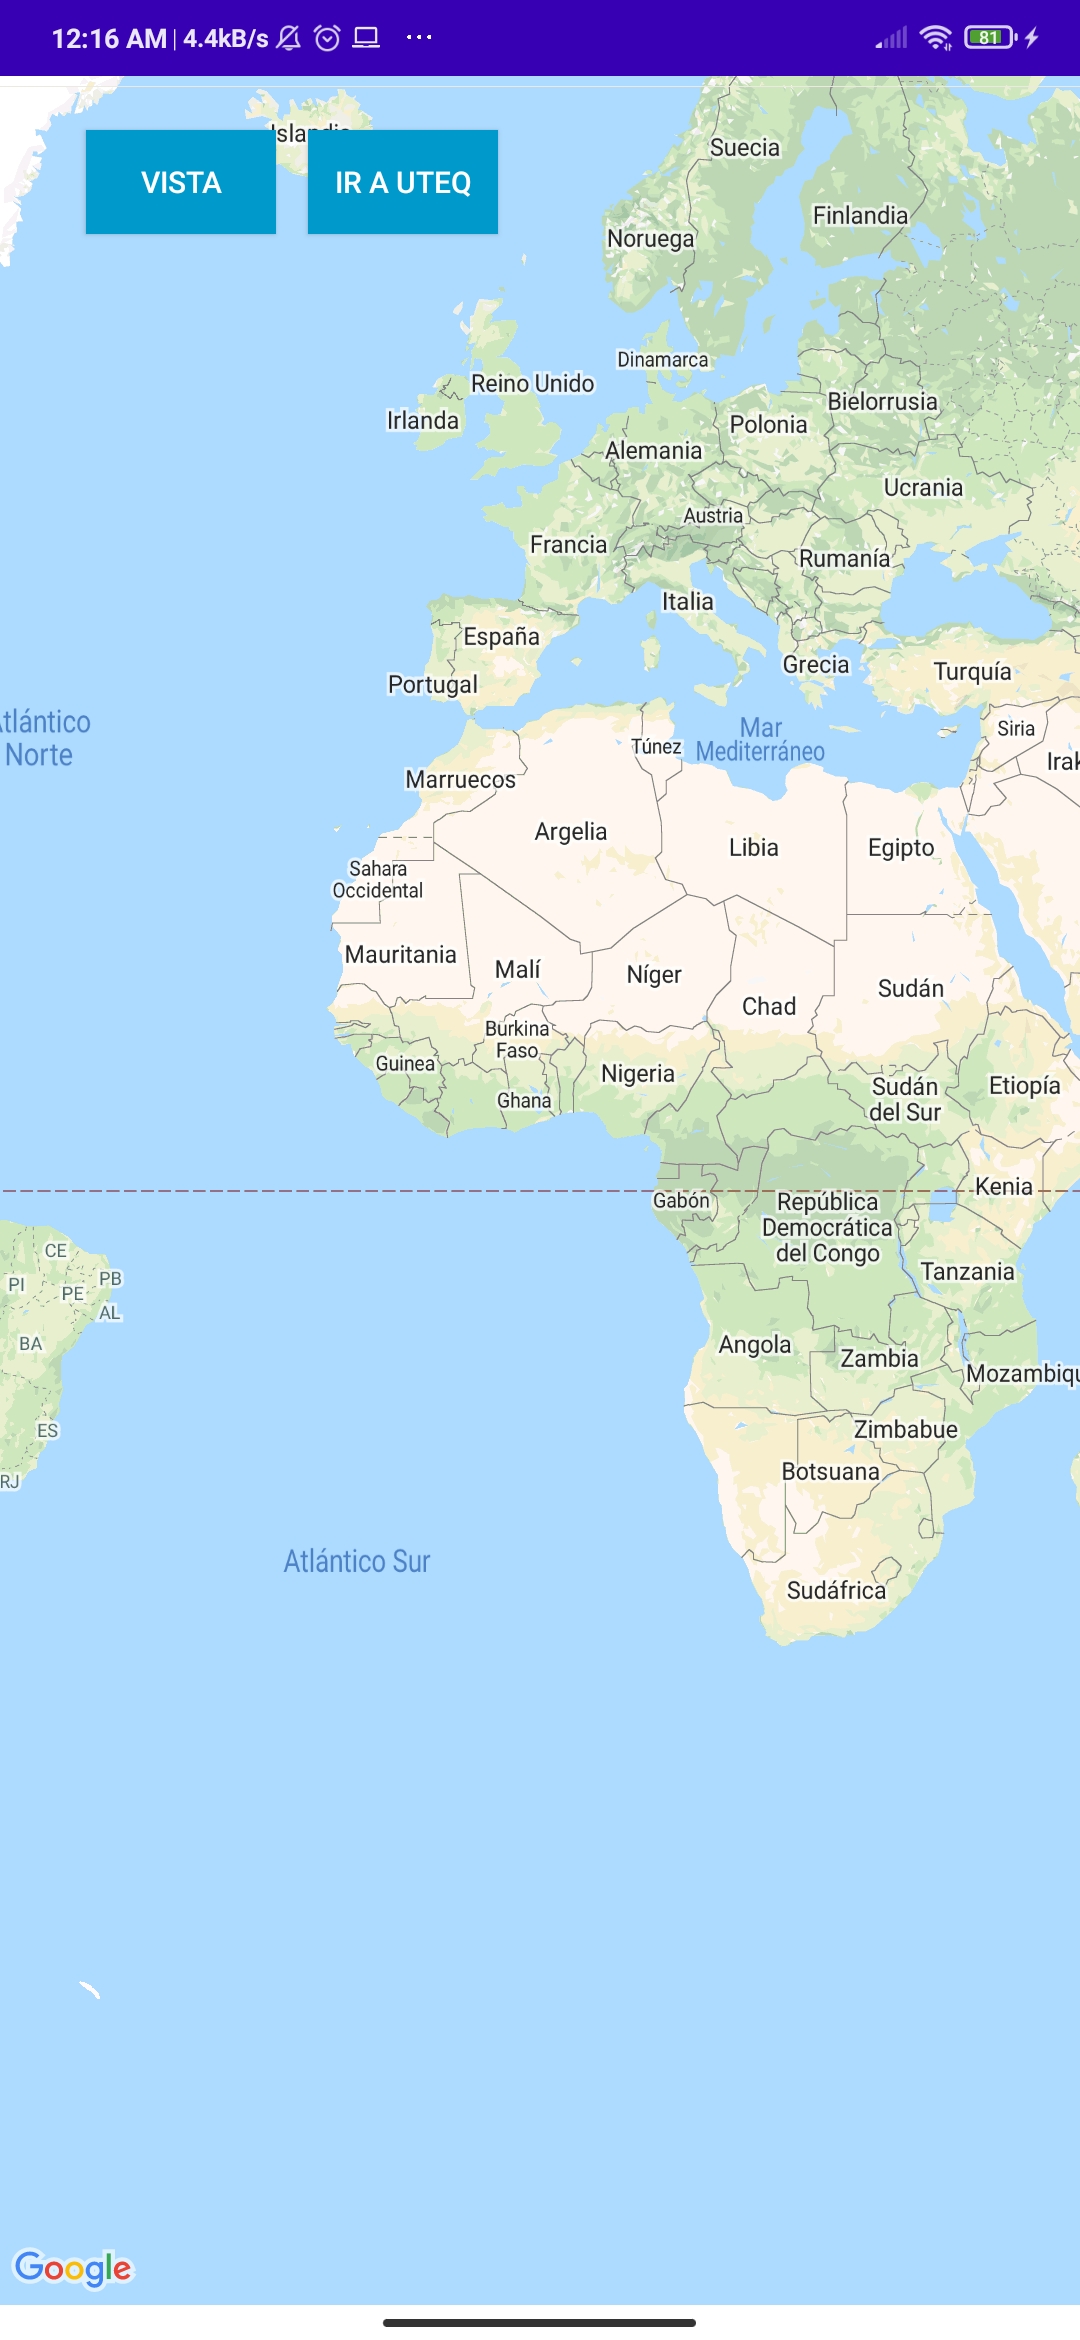 12:16 AM | 4.4kB/s ...
81
Islandia
VISTA
IR A UTEQ
Suecia
Finlandia
Noruega
Dinamarca
Reino Unido
Irlanda
Bielorrusia
Polonia
Alemania
Ucrania
Austria
Francia
Rumanía
Italia
España
Grecia
Turquía
Portugal
Atlántico
Norte
Mar
Mediterráneo
Siria
Túnez
Irak
Marruecos
Argelia
Libia
Egipto
Sahara
Occidental
Mauritania
Malí
Níger
Sudán
Chad
Burkina
Faso
Guinea
Nigeria
Sudán
del Sur
Etiopía
Ghana
Kenia
Gabón
República
Democrática
del Congo
CE
PB
PI
PE
AL
Tanzania
BA
Angola
Zambia
Mozambiqu
ES
Zimbabue
RJ
Botsuana
Atlántico Sur
Sudáfrica
Google